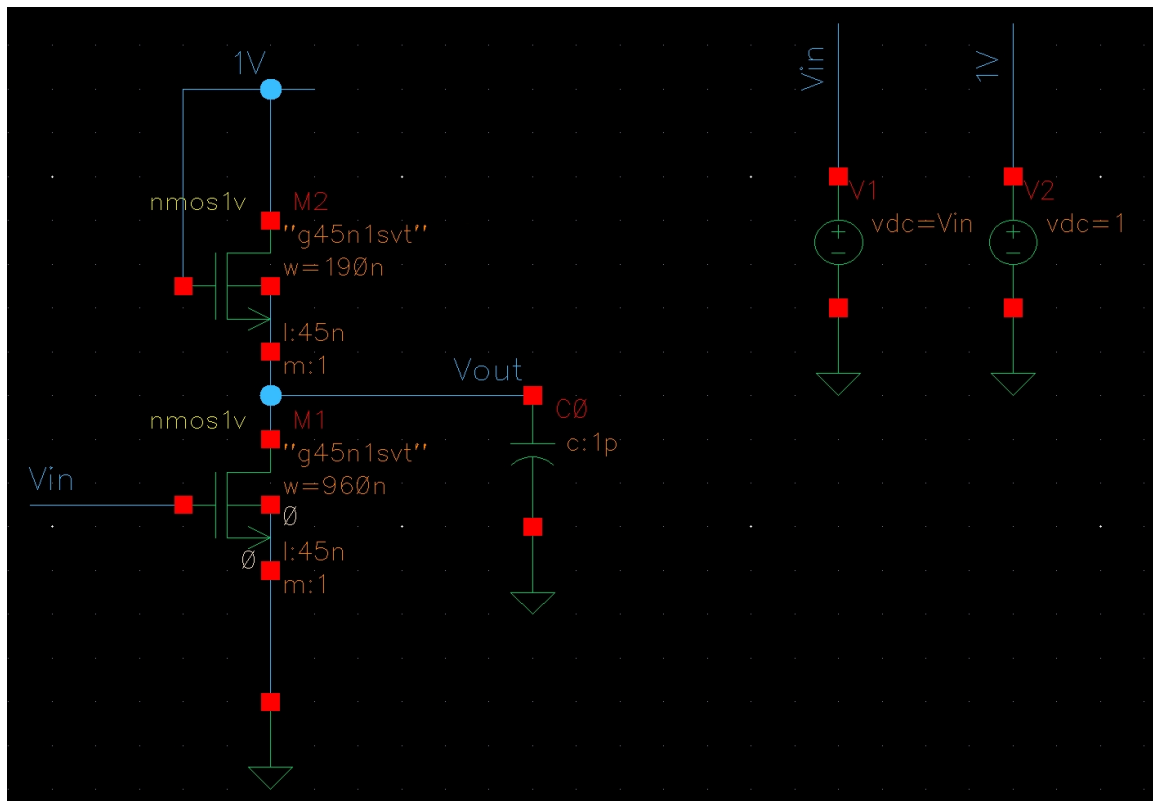 1V
nmos1v M2
"g45n1svt"
w=190n
l:45n
m:1
Vout
nmos1v M1
"g45n1svt"
w=960n
Vin
0
0
l:45n
m:1
C0
c:1p
Vin
V1
vdc=Vin
1V
V2
vdc=1